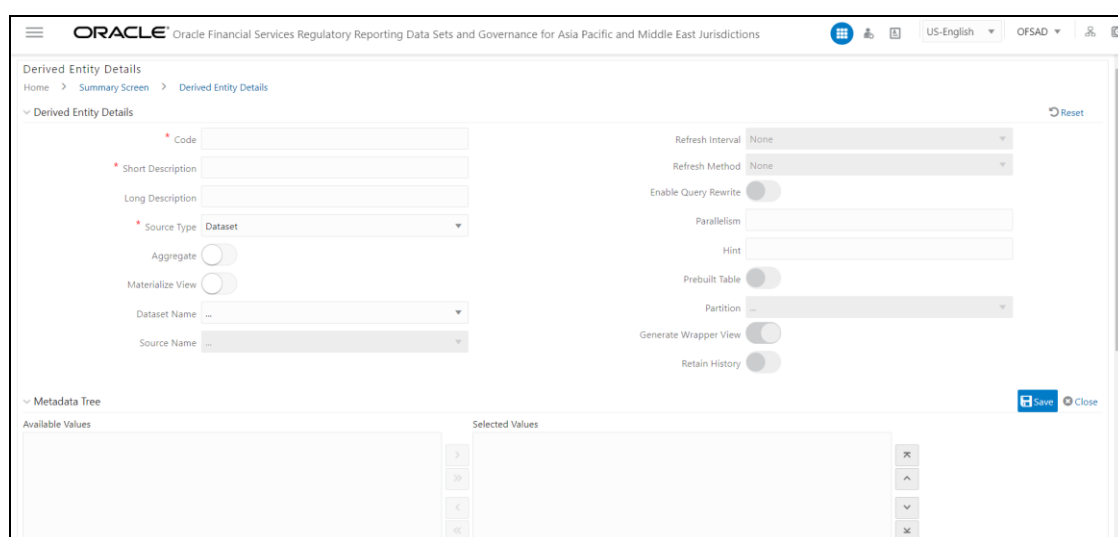 ORACLE Oracle Financial Services Regulatory Reporting Data Sets and Governance for Asia Pacific and Middle East Jurisdictions US-English OFSAD
Derived Entity Details
Home > Summary Screen > Derived Entity Details
Derived Entity Details Reset
* Code
* Short Description
Long Description
* Source Type Dataset
Aggregate
Materialize View
Dataset Name ...
Source Name ...
Refresh Interval None
Refresh Method None
Enable Query Rewrite
Parallelism
Hint
Prebuilt Table
Partition ...
Generate Wrapper View
Retain History
Metadata Tree Save Close
Available Values Selected Values